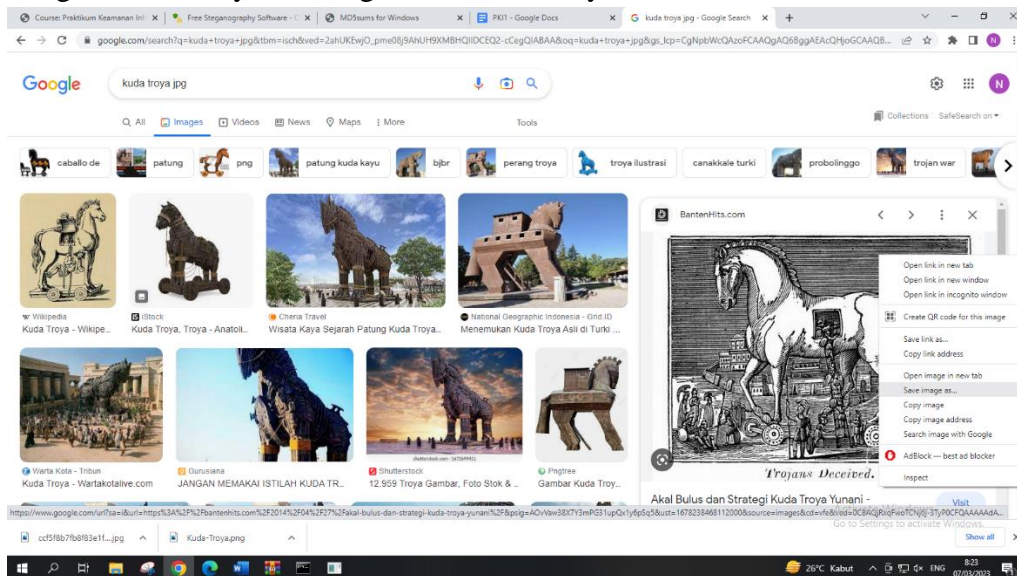 Course: Praktikum Keamanan Inf
Free Steganography Software - C
MD5sums for Windows
PKI1 - Google Docs
kuda troya jpg - Google Search
Google
kuda troya jpg
N
All
Images
Videos
News
Maps
More
Tools
Collections
SafeSearch on
caballo de
patung
png
patung kuda kayu
bjbr
perang troya
troya ilustrasi
canakkale turki
probolinggo
trojan war
BantenHits.com
Open link in new tab
Open link in new window
Open link in incognito window
Create QR code for this image
Save link as...
Copy link address
Open image in new tab
Save image as...
Copy image
Copy image address
Search image with Google
AdBlock — best ad blocker
Inspect
Wikipedia
Kuda Troya - Wikipe...
iStock
Kuda Troya, Troya - Anatoli...
Cheria Travel
Wisata Kaya Sejarah Patung Kuda Troya...
National Geographic Indonesia - Grid.ID
Menemukan Kuda Troya Asli di Turki ...
Warta Kota - Tribun
Kuda Troya - Wartakotalive.com
Gurusiana
JANGAN MEMAKAI ISTILAH KUDA TR...
Shutterstock
12.959 Troya Gambar, Foto Stok & ...
Pngtree
Gambar Kuda Troy...
Trojans Deceived.
Akal Bulus dan Strategi Kuda Troya Yunani -
Visit
Go to Settings to activate Windows.
ccf5f8b7fb8f83e1f....jpg
Kuda-Troya.png
Show all
26°C Kabut
ENG
8:23
07/03/2023